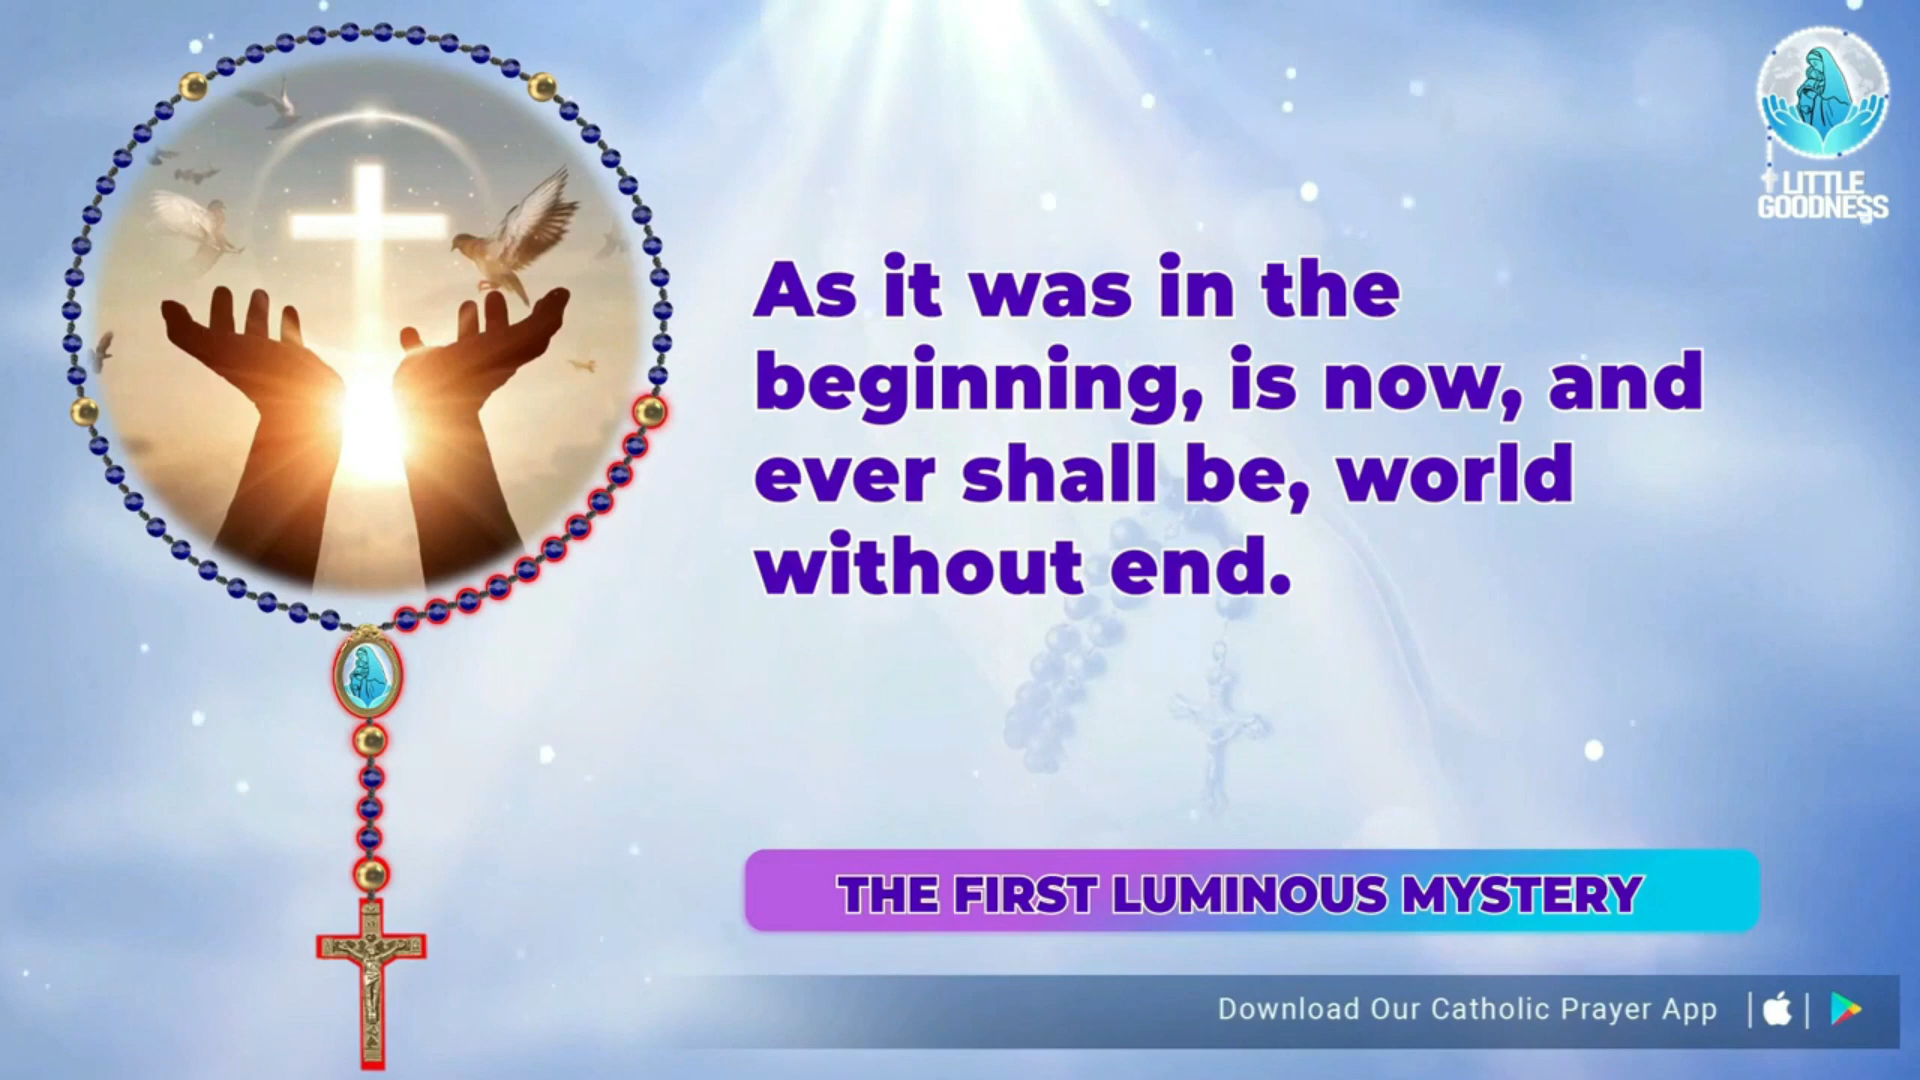 LITTLE
GOODNESS
As it was in the
beginning, is now, and
ever shall be, world
without end.
THE FIRST LUMINOUS MYSTERY
Download Our Catholic Prayer App